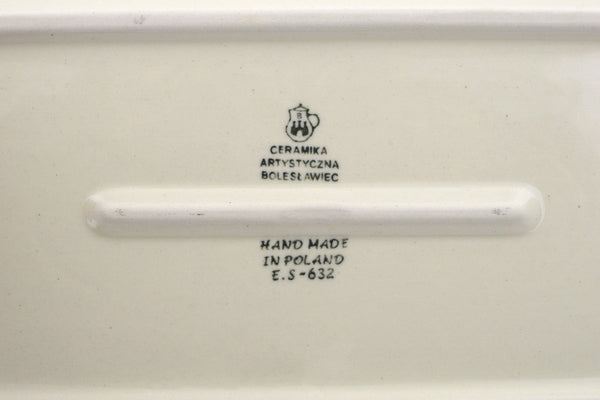 B
CERAMIKA
ARTYSTYCZNA
BOLESŁAWIEC
HAND MADE
IN POLAND
E.S-632